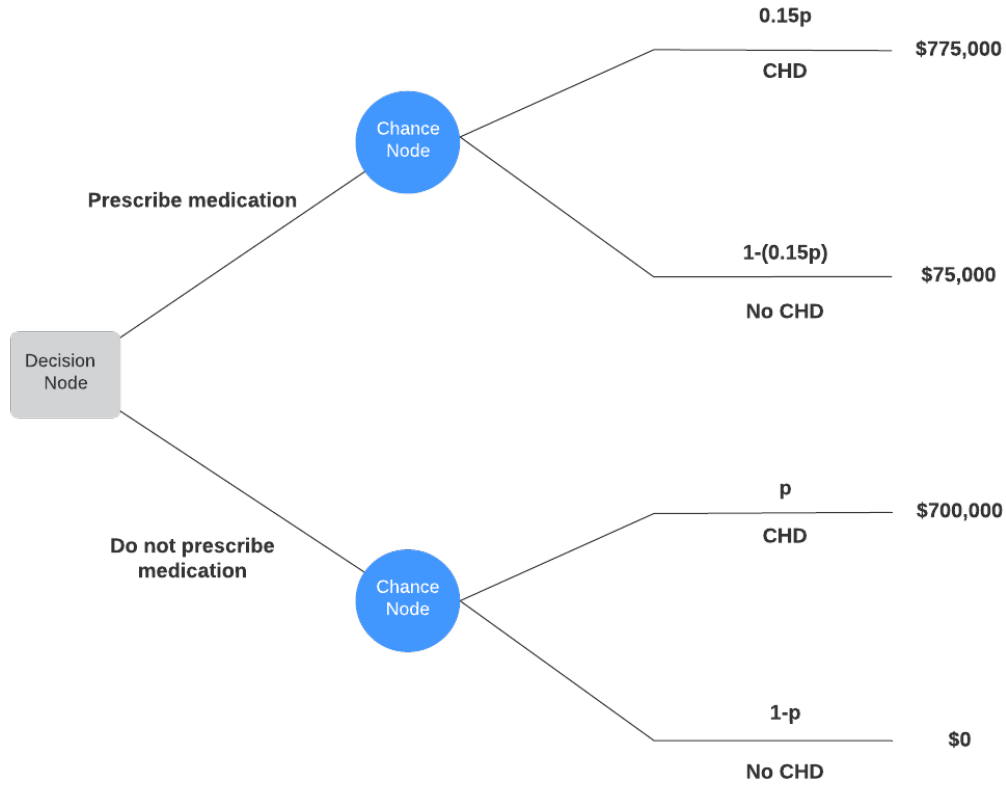 0.15p
$775,000
CHD
Chance
Node
Prescribe medication
1-(0.15p)
$75,000
No CHD
Decision
Node
p
$700,000
CHD
Do not prescribe
medication
Chance
Node
1-p
$0
No CHD